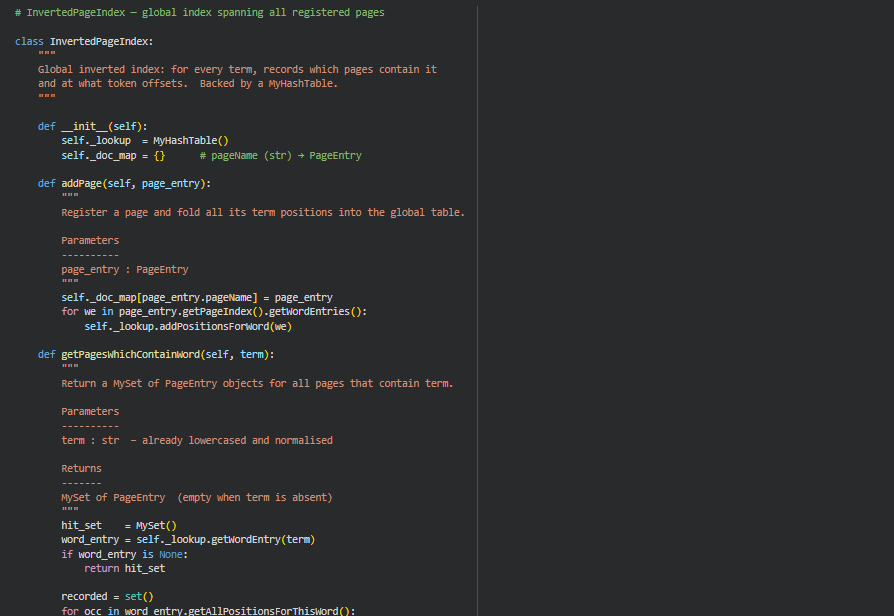 # InvertedPageIndex — global index spanning all registered pages
class InvertedPageIndex:
"""
Global inverted index: for every term, records which pages contain it
and at what token offsets.  Backed by a MyHashTable.
"""
def __init__(self):
self._lookup  = MyHashTable()
self._doc_map = {}      # pageName (str) → PageEntry
def addPage(self, page_entry):
"""
Register a page and fold all its term positions into the global table.
Parameters
----------
page_entry : PageEntry
"""
self._doc_map[page_entry.pageName] = page_entry
for we in page_entry.getPageIndex().getWordEntries():
self._lookup.addPositionsForWord(we)
def getPagesWhichContainWord(self, term):
"""
Return a MySet of PageEntry objects for all pages that contain term.
Parameters
----------
term : str  – already lowercased and normalised
Returns
-------
MySet of PageEntry  (empty when term is absent)
"""
hit_set    = MySet()
word_entry = self._lookup.getWordEntry(term)
if word_entry is None:
return hit_set
recorded = set()
for occ in word_entry.getAllPositionsForThisWord():